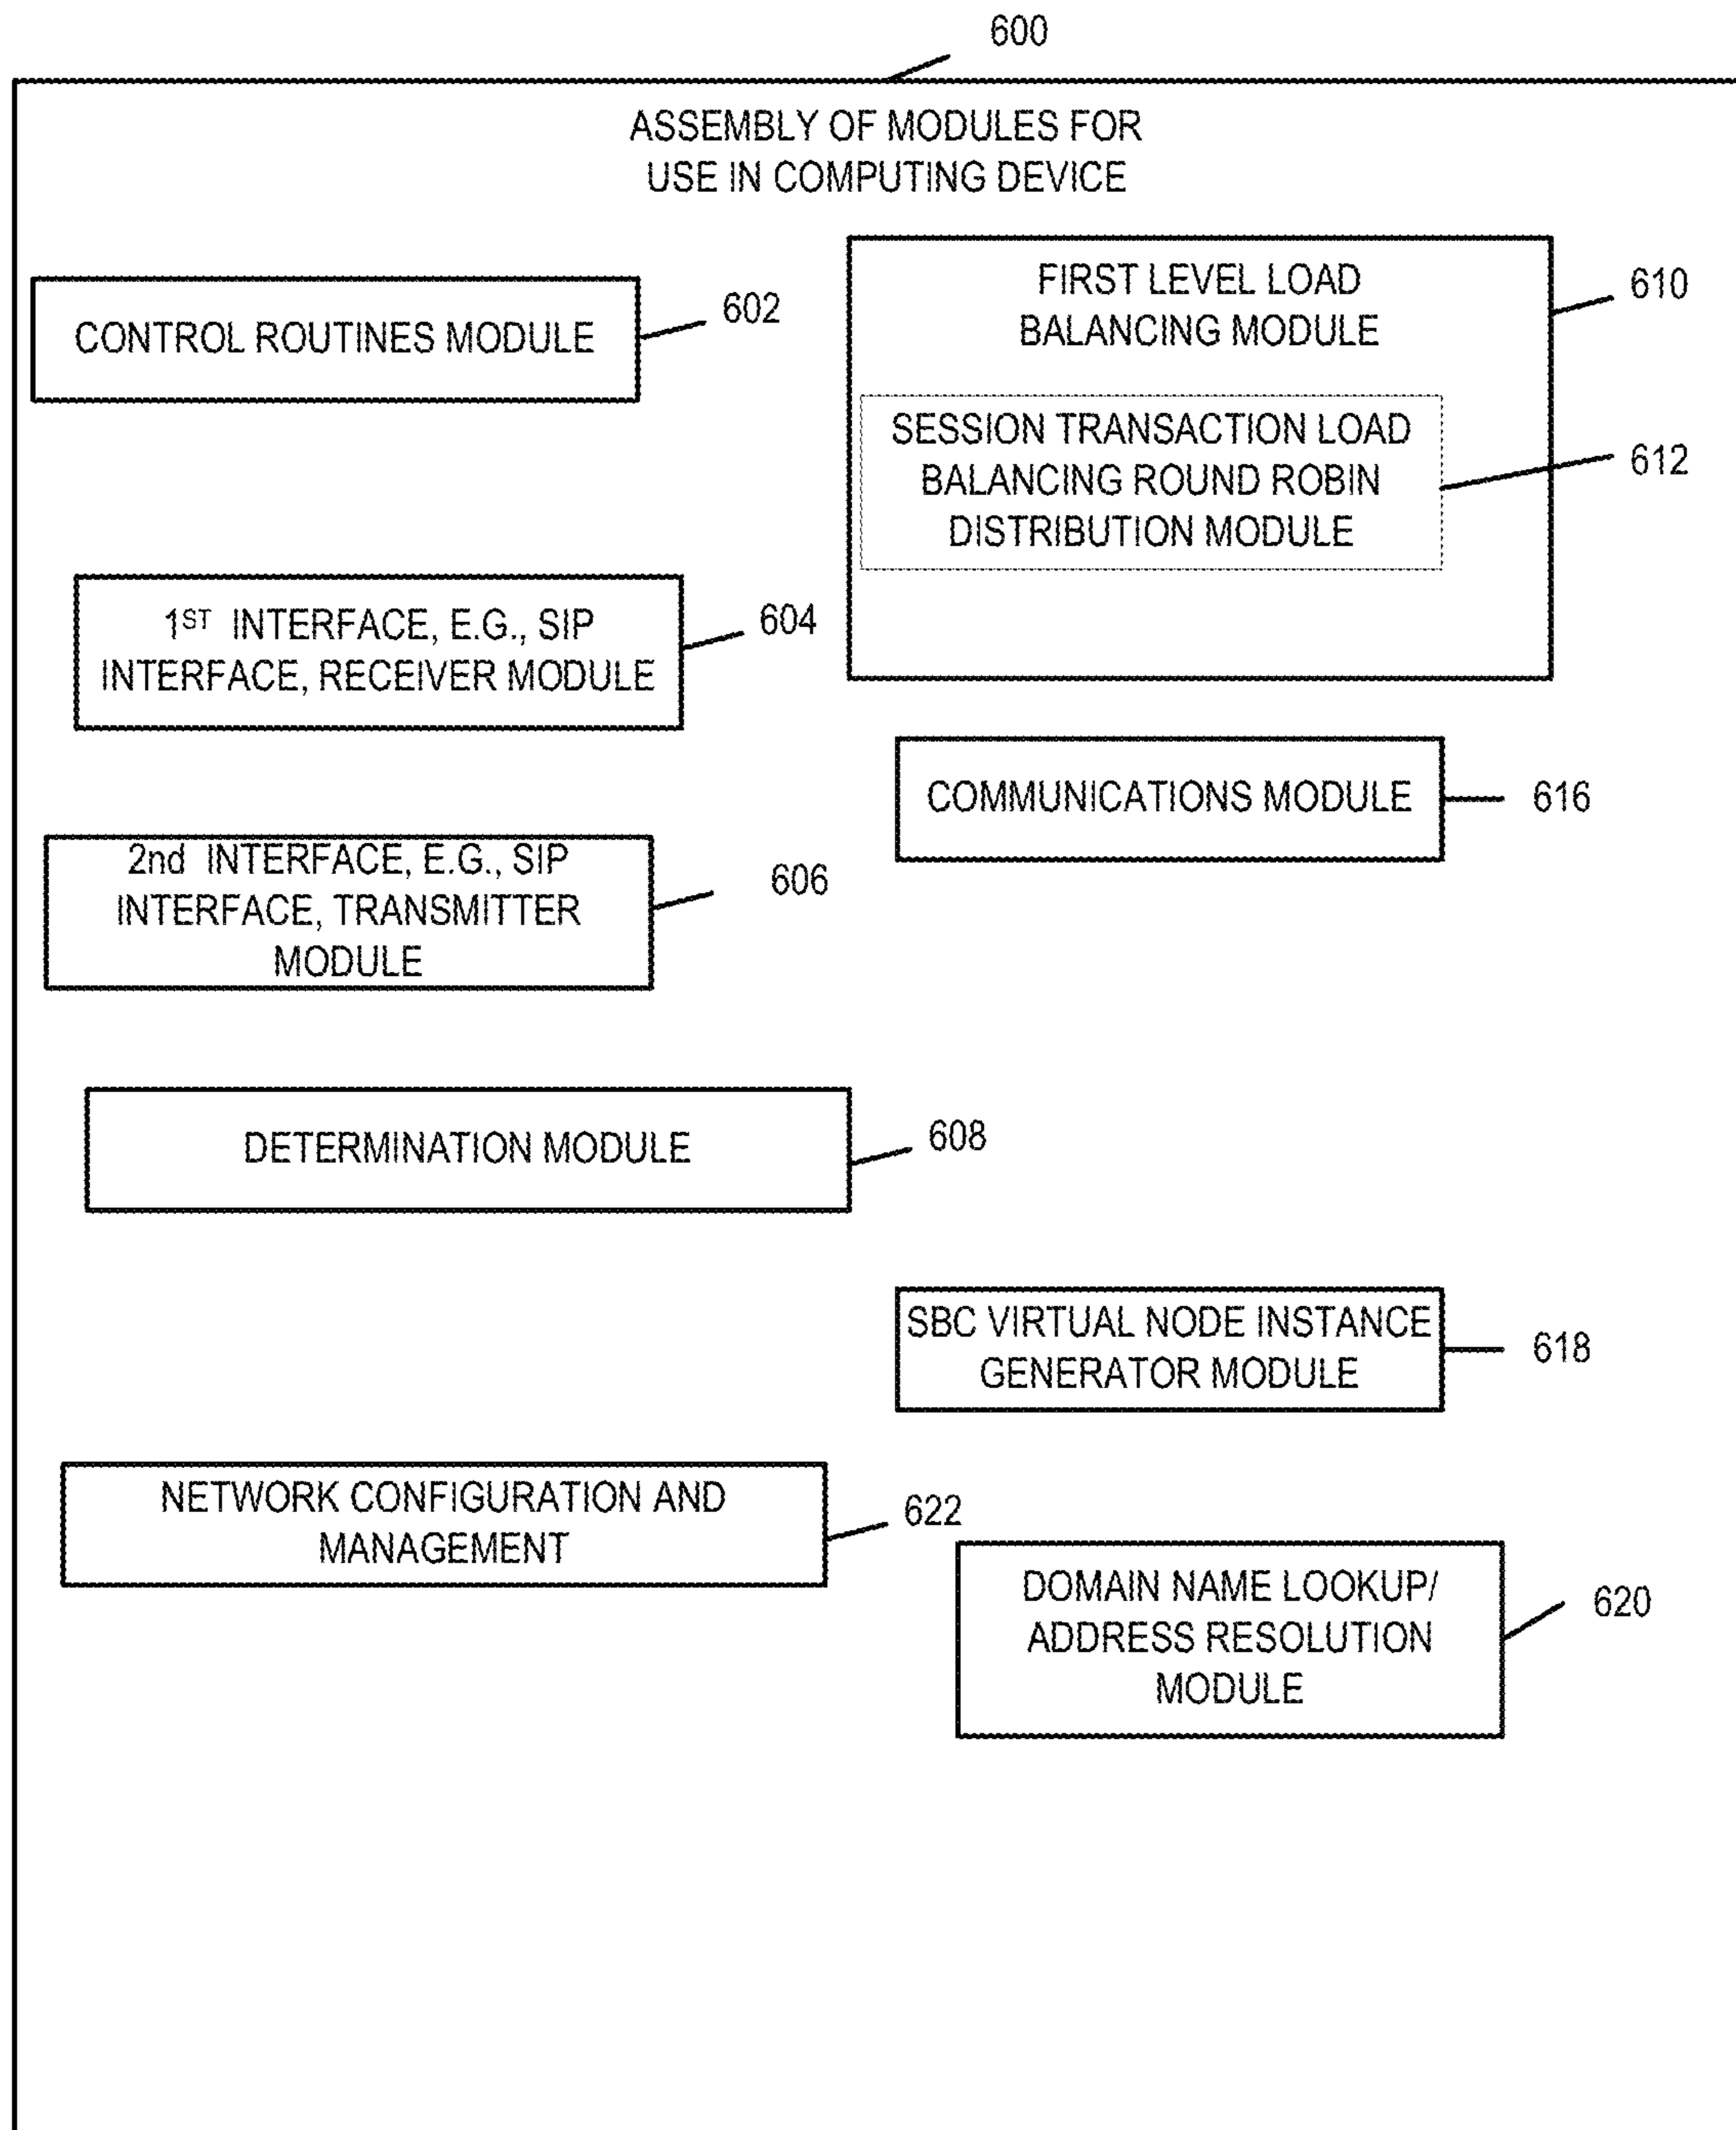 600
ASSEMBLY OF MODULES FOR
USE IN COMPUTING DEVICE
CONTROL ROUTINES MODULE
602
FIRST LEVEL LOAD
BALANCING MODULE
610
SESSION TRANSACTION LOAD
BALANCING ROUND ROBIN
DISTRIBUTION MODULE
612
1ST INTERFACE, E.G., SIP
INTERFACE, RECEIVER MODULE
604
COMMUNICATIONS MODULE
616
2nd INTERFACE, E.G., SIP
INTERFACE, TRANSMITTER
MODULE
606
DETERMINATION MODULE
608
SBC VIRTUAL NODE INSTANCE
GENERATOR MODULE
618
NETWORK CONFIGURATION AND
MANAGEMENT
622
DOMAIN NAME LOOKUP/
ADDRESS RESOLUTION
MODULE
620